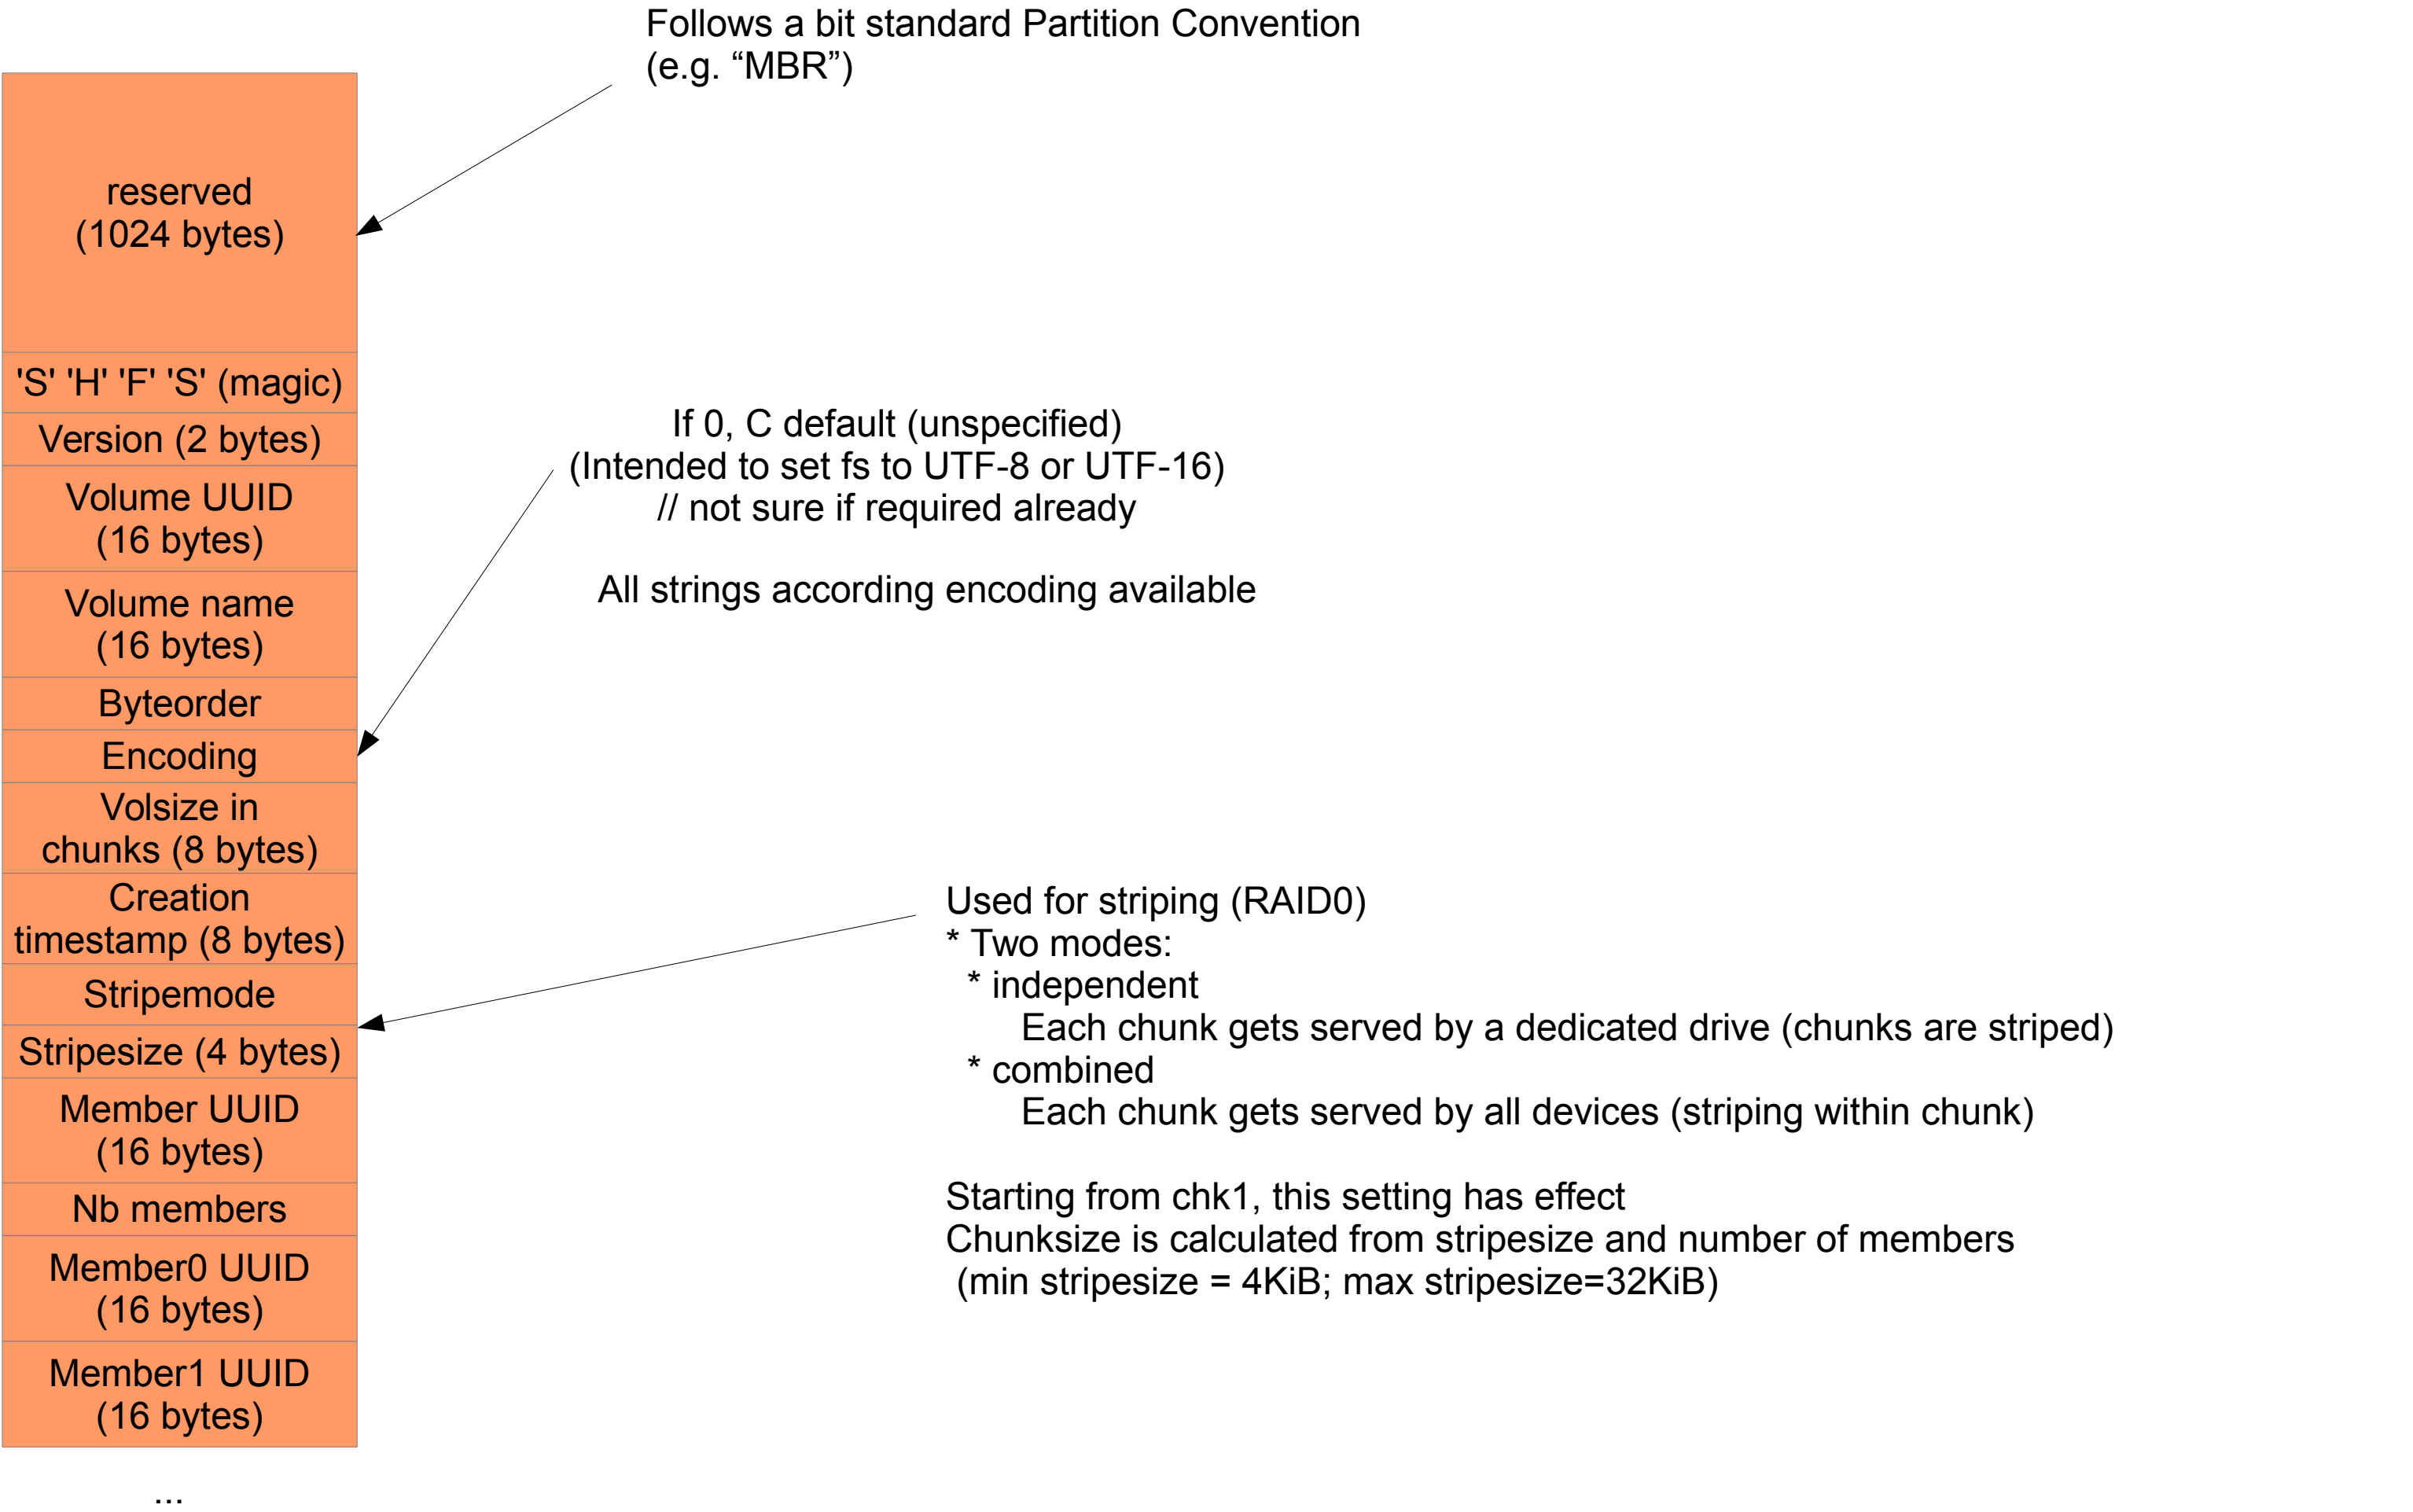 Follows a bit standard Partition Convention
(e.g. “MBR”)
reserved
(1024 bytes)
'S' 'H' 'F' 'S' (magic)
Version (2 bytes)
Volume UUID
(16 bytes)
Volume name
(16 bytes)
Byteorder
Encoding
Volsize in
chunks (8 bytes)
Creation
timestamp (8 bytes)
Stripemode
Stripesize (4 bytes)
Member UUID
(16 bytes)
Nb members
Member0 UUID
(16 bytes)
Member1 UUID
(16 bytes)
...
If 0, C default (unspecified)
(Intended to set fs to UTF-8 or UTF-16)
// not sure if required already
All strings according encoding available
Used for striping (RAID0)
* Two modes:
* independent
Each chunk gets served by a dedicated drive (chunks are striped)
* combined
Each chunk gets served by all devices (striping within chunk)
Starting from chk1, this setting has effect
Chunksize is calculated from stripesize and number of members
(min stripesize = 4KiB; max stripesize=32KiB)